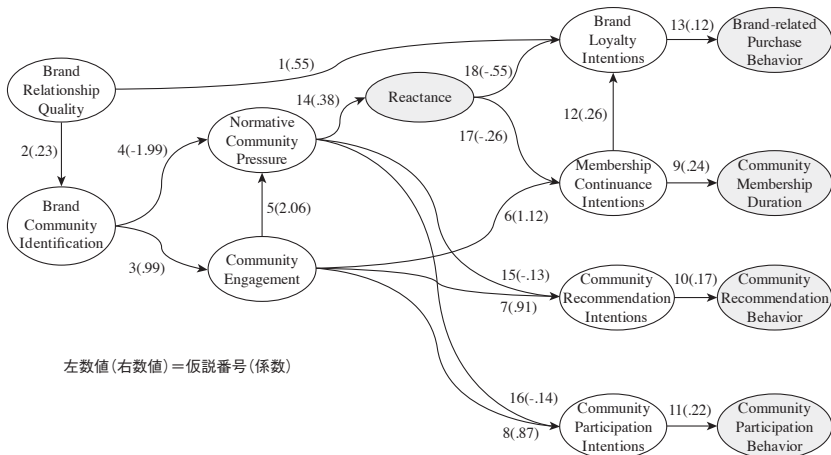 Brand
Loyalty
Intentions
13(.12)
Brand-related
Purchase
Behavior
1(.55)
18(-.55)
Brand
Relationship
Quality
Reactance
14(.38)
Normative
Community
Pressure
12(.26)
2(.23)
4(-1.99)
17(-.26)
Membership
Continuance
Intentions
9(.24)
Community
Membership
Duration
Brand
Community
Identification
5(2.06)
6(1.12)
3(.99)
Community
Engagement
15(-.13)
7(.91)
Community
Recommendation
Intentions
10(.17)
Community
Recommendation
Behavior
左数値(右数値)=仮説番号(係数)
16(-.14)
8(.87)
Community
Participation
Intentions
11(.22)
Community
Participation
Behavior